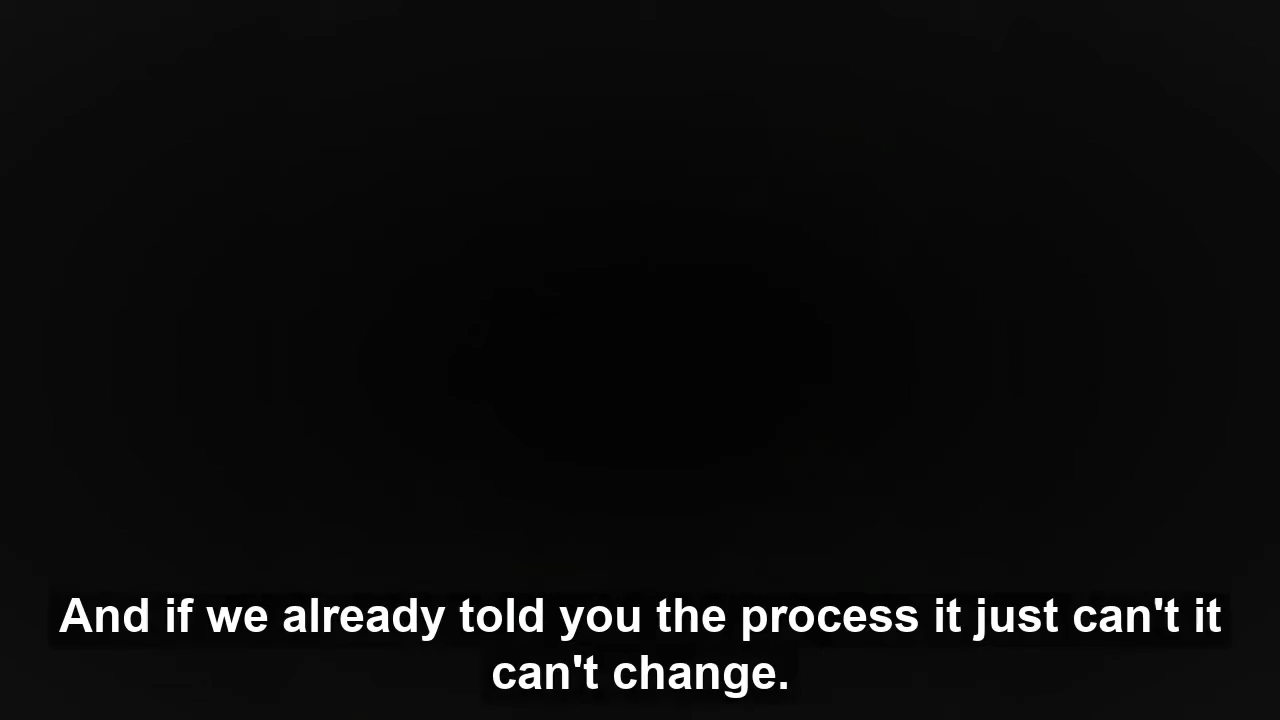 And if we already told you the process it just can't it
can't change.